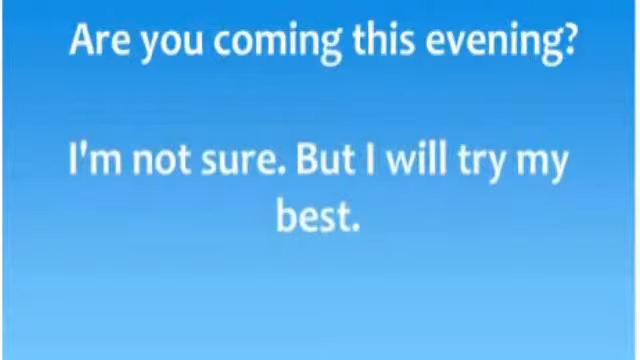 Are you coming this evening?
I'm not sure. But I will try my
best.